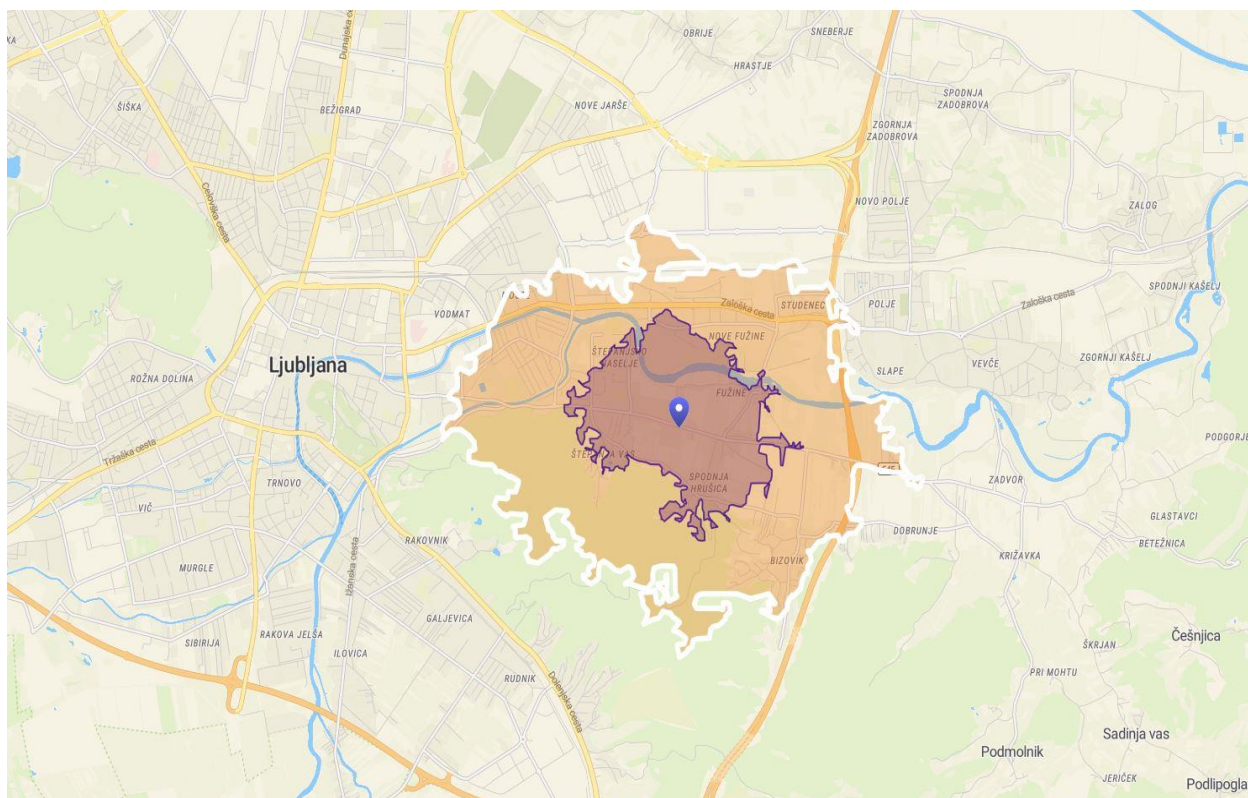 OBRIJE
SNEBERJE
Dunajska ce
HRASTJE
ŠIŠKA
BEŽIGRAD
NOVE JARŠE
SPODNJA
ZADOBROVA
ZGORNJA
ZADOBROVA
Celovška cesta
NOVO POLJE
ZALOG
SPODNJI KAŠELJ
VODMAT
Zaloška cesta
STUDENEC
POLJE
Zaloška cesta
NOVE FUŽINE
ZGORNJI KAŠELJ
Ljubljana
ROŽNA DOLINA
SLAPE
VEVČE
FUŽINE
Tržaška cesta
PODGORJE
ŠTEPANJA VAS
TRNOVO
SPODNJA
HRUŠICA
ZADVOR
VIČ
GLASTAVCI
DOBRUNJE
RAKOVNIK
BETEŽNICA
KRIŽAVKA
BIZOVIK
MURGLE
Ižanska cesta
GALJEVICA
RAKOVA JELŠA
SIBIRIJA
ILOVICA
Češnjica
ŠKRJAN
RUDNIK
Dolenjska cesta
PRI MOHTU
Sadinja vas
Podmolnik
JERIČEK
Podlipogla